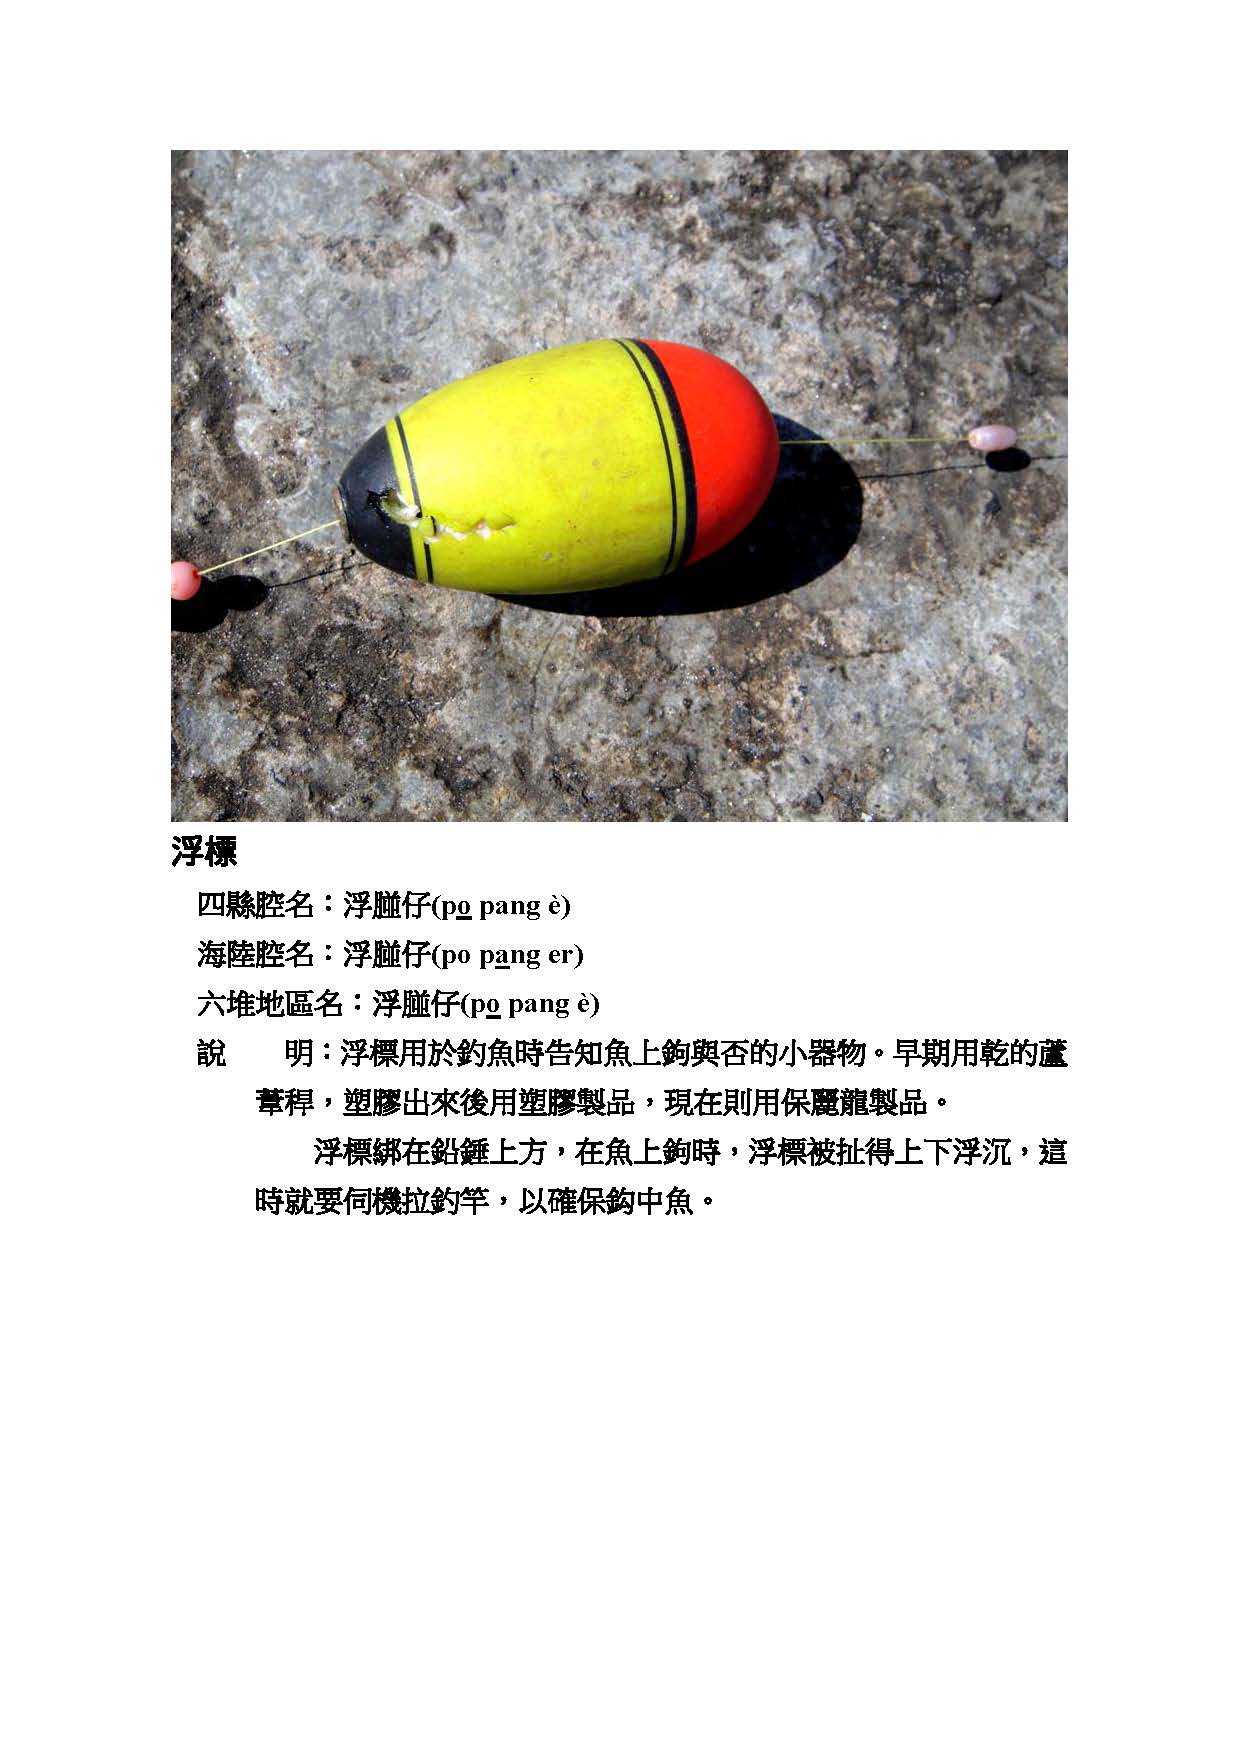 浮標
四縣腔名：浮膖仔(po pang è)
海陸腔名：浮膖仔(po pang er)
六堆地區名：浮膖仔(po pang è)
說　　明：浮標用於釣魚時告知魚上鉤與否的小器物。早期用乾的蘆
葦稈，塑膠出來後用塑膠製品，現在則用保麗龍製品。
浮標綁在鉛錘上方，在魚上鉤時，浮標被扯得上下浮沉，這
時就要伺機拉釣竿，以確保鈎中魚。